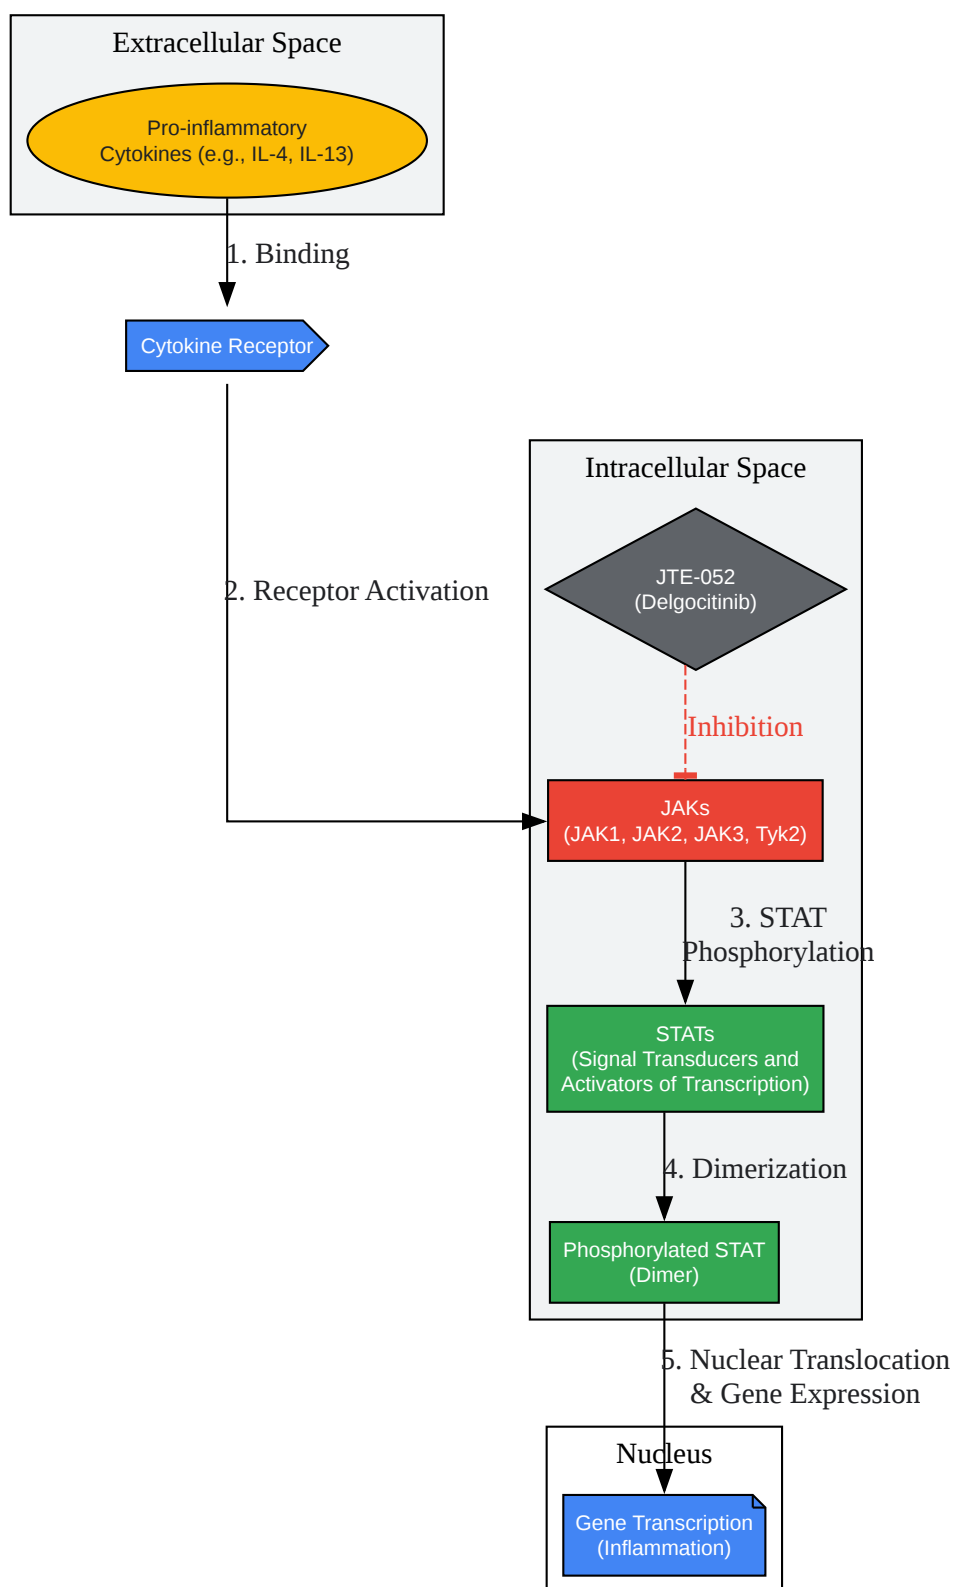 Extracellular Space
Pro-inflammatory
Cytokines (e.g., IL-4, IL-13)
1. Binding
Cytokine Receptor
Intracellular Space
JTE-052
(Delgocitinib)
2. Receptor Activation
Inhibition
JAKs
(JAK1, JAK2, JAK3, Tyk2)
3. STAT
Phosphorylation
STATs
(Signal Transducers and
Activators of Transcription)
4. Dimerization
Phosphorylated STAT
(Dimer)
5. Nuclear Translocation
& Gene Expression
Nucleus
Gene Transcription
(Inflammation)